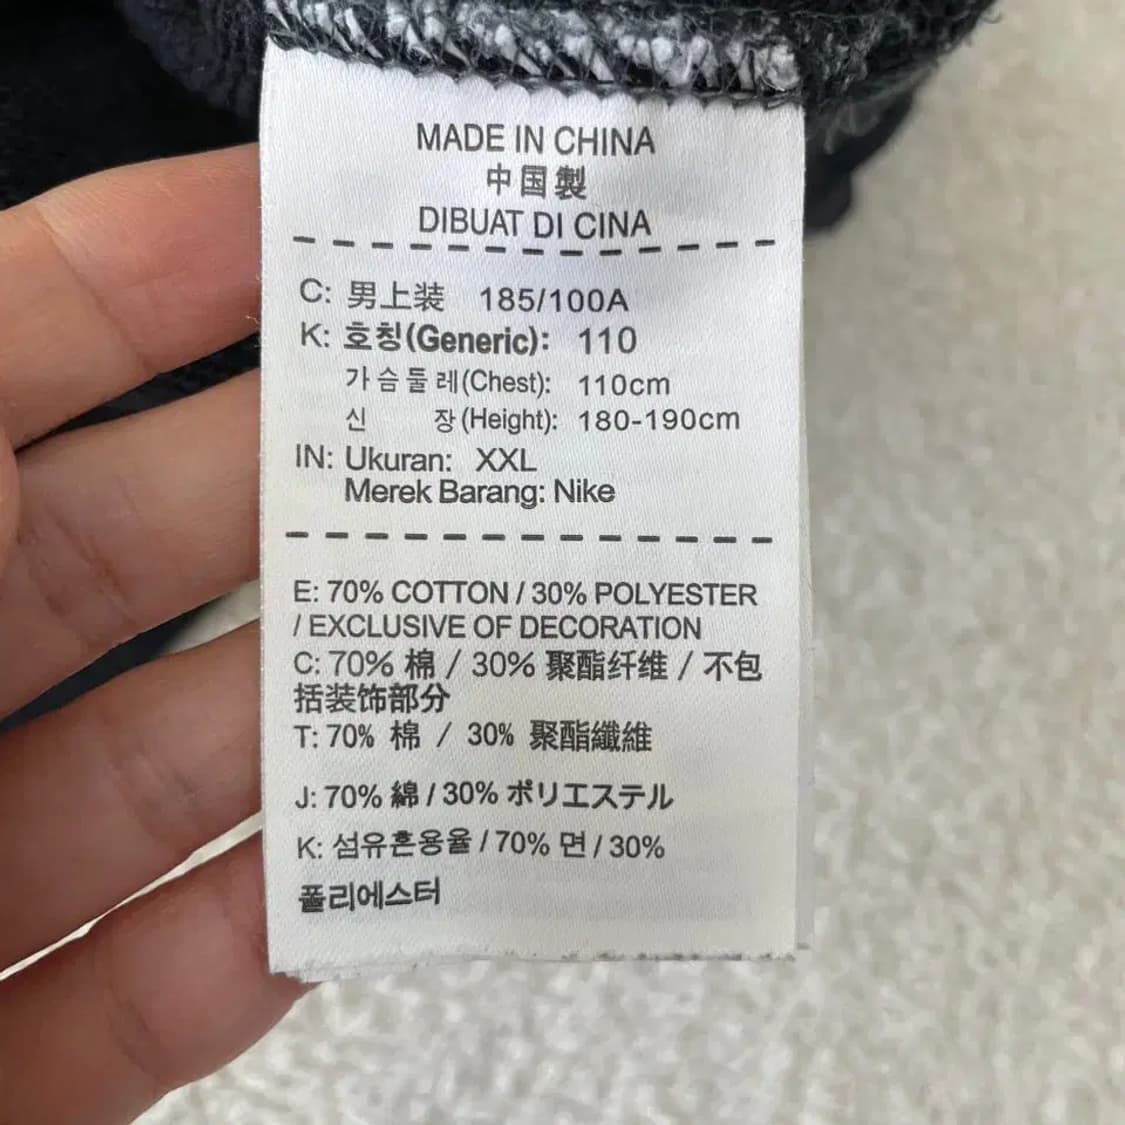 MADE IN CHINA
中国製
DIBUAT DI CINA
C: 男上装 185/100A
K: 호칭(Generic): 110
가슴둘레(Chest): 110cm
신 장(Height): 180-190cm
IN: Ukuran: XXL
Merek Barang: Nike
E: 70% COTTON / 30% POLYESTER
/ EXCLUSIVE OF DECORATION
C: 70% 棉 / 30% 聚酯纤维 / 不包
括装饰部分
T: 70% 棉 / 30% 聚酯纖維
J: 70% 綿 / 30% ポリエステル
K: 섬유혼용율 / 70% 면 / 30%
폴리에스터